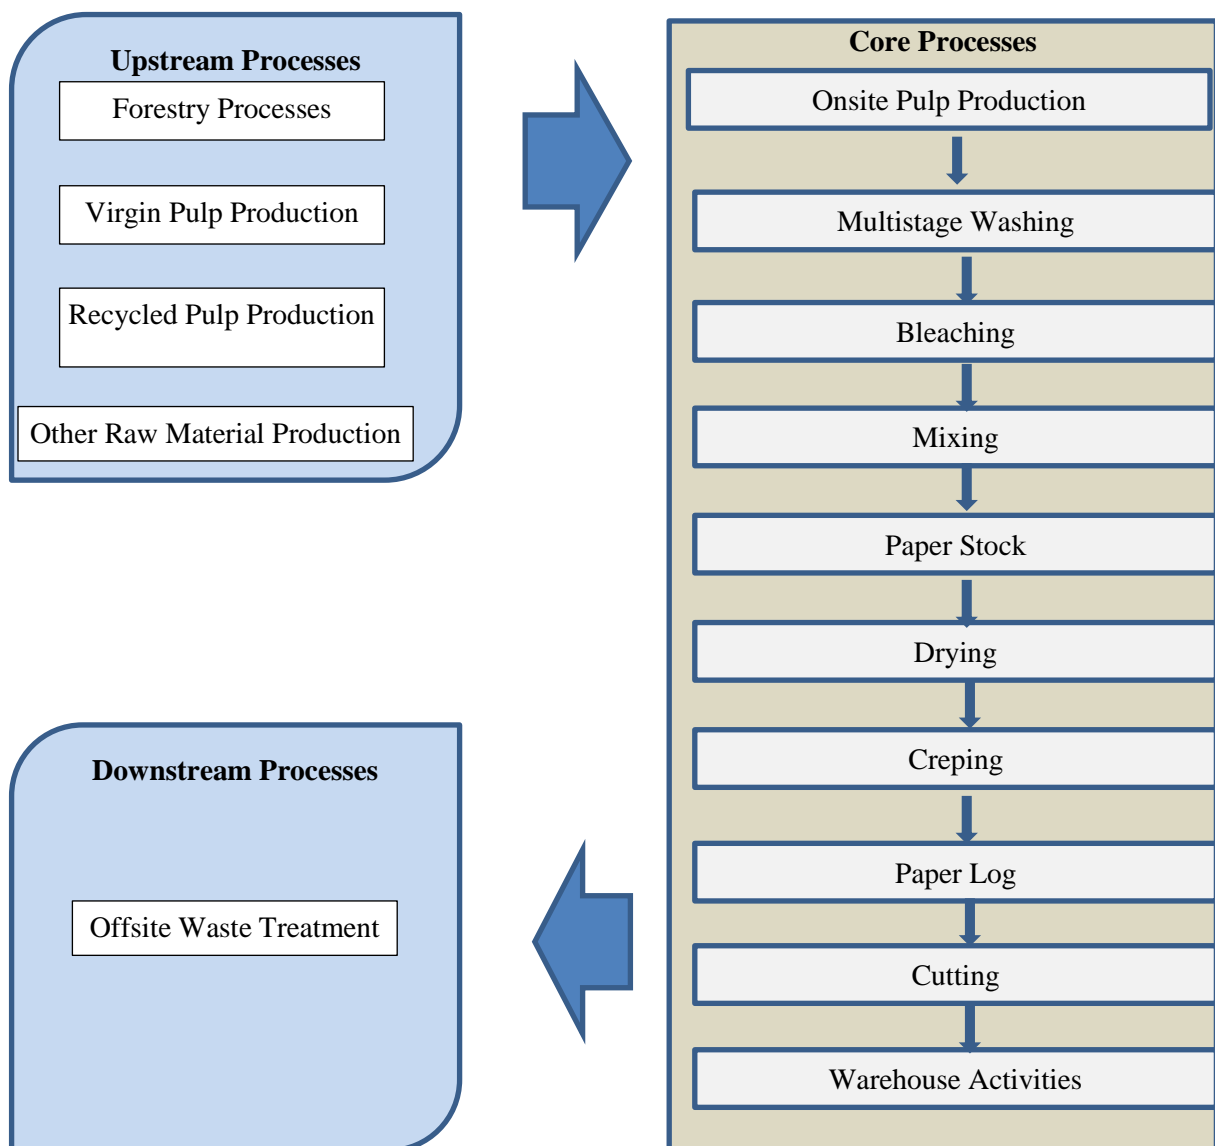 Upstream Processes
Forestry Processes
Virgin Pulp Production
Recycled Pulp Production
Other Raw Material Production
Core Processes
Onsite Pulp Production
Multistage Washing
Bleaching
Mixing
Paper Stock
Drying
Creping
Paper Log
Cutting
Warehouse Activities
Downstream Processes
Offsite Waste Treatment